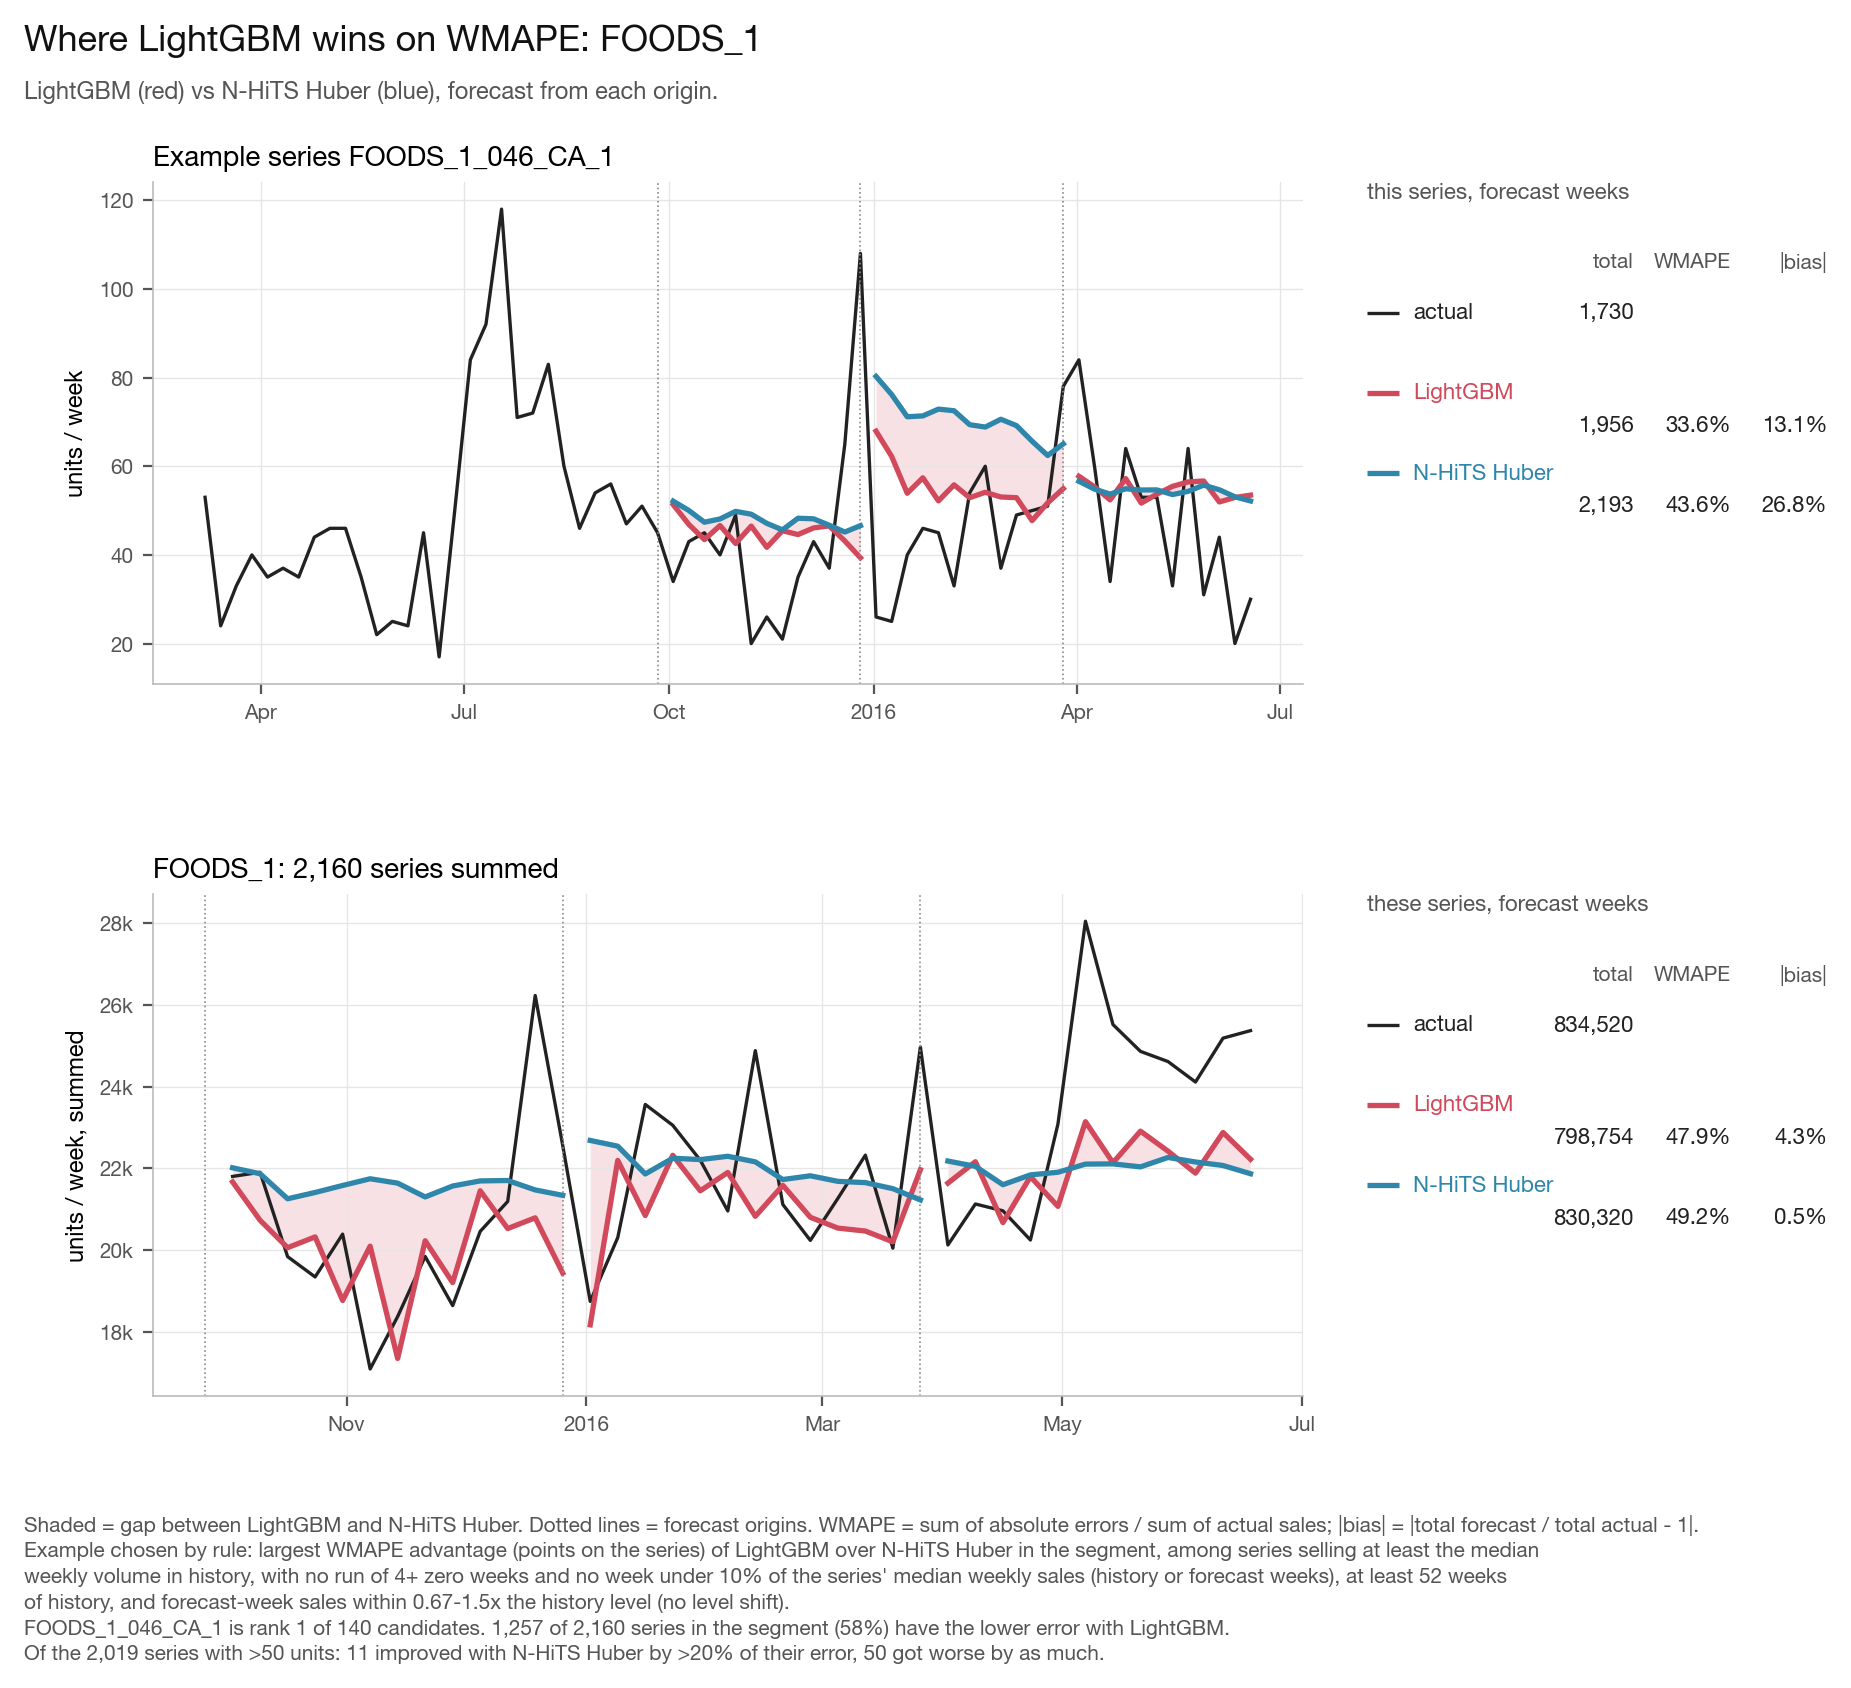 Where LightGBM wins on WMAPE: FOODS_1
LightGBM (red) vs N-HiTS Huber (blue), forecast from each origin.
Example series FOODS_1_046_CA_1
units / week
120
100
80
60
40
20
Apr
Jul
Oct
2016
Apr
Jul
this series, forecast weeks
total WMAPE |bias|
actual 1,730
LightGBM
1,956 33.6% 13.1%
N-HiTS Huber
2,193 43.6% 26.8%
FOODS_1: 2,160 series summed
units / week, summed
28k
26k
24k
22k
20k
18k
Nov
2016
Mar
May
Jul
these series, forecast weeks
total WMAPE |bias|
actual 834,520
LightGBM
798,754 47.9% 4.3%
N-HiTS Huber
830,320 49.2% 0.5%
Shaded = gap between LightGBM and N-HiTS Huber. Dotted lines = forecast origins. WMAPE = sum of absolute errors / sum of actual sales; |bias| = |total forecast / total actual - 1|.
Example chosen by rule: largest WMAPE advantage (points on the series) of LightGBM over N-HiTS Huber in the segment, among series selling at least the median
weekly volume in history, with no run of 4+ zero weeks and no week under 10% of the series' median weekly sales (history or forecast weeks), at least 52 weeks
of history, and forecast-week sales within 0.67-1.5x the history level (no level shift).
FOODS_1_046_CA_1 is rank 1 of 140 candidates. 1,257 of 2,160 series in the segment (58%) have the lower error with LightGBM.
Of the 2,019 series with >50 units: 11 improved with N-HiTS Huber by >20% of their error, 50 got worse by as much.